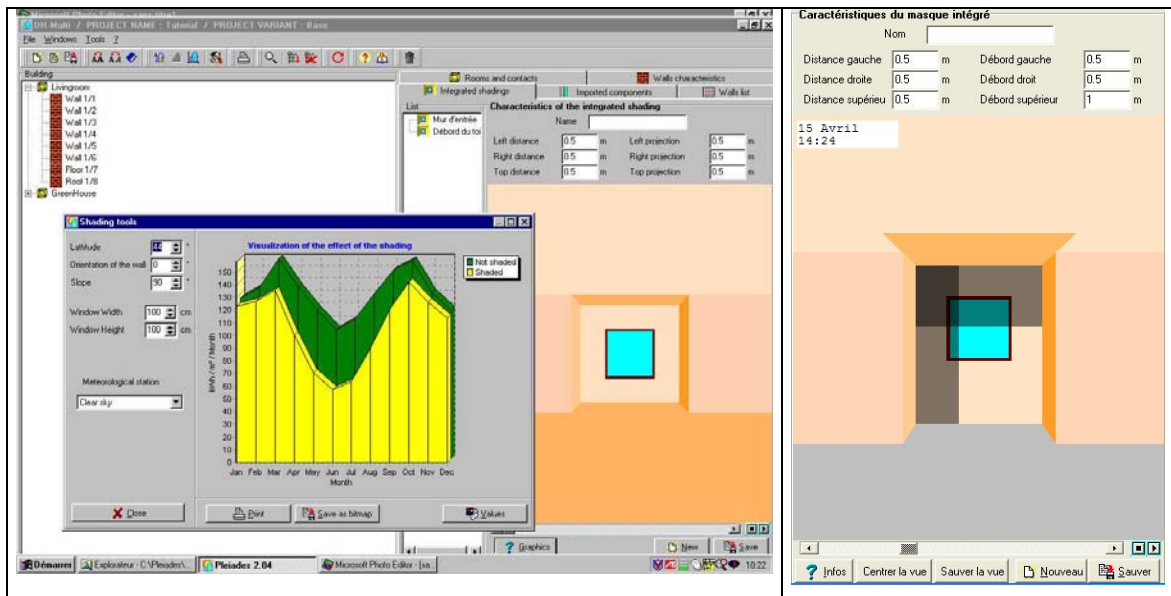 Microsoft Photo Editor
DH-Multi / PROJECT NAME : Tutorial / PROJECT VARIANT : Base
File Windows Tools ?
Building
Livingroom
Wall 1/1
Wall 1/2
Wall 1/3
Wall 1/4
Wall 1/5
Wall 1/6
Floor 1/7
Roof 1/8
GreenHouse
Rooms and contacts
Walls characteristics
Integrated shadings
Imported components
Walls list
List
Mur d'entrée
Débord du toi
Characteristics of the integrated shading
Name
Left distance 0.5 m Left projection 0.5 m
Right distance 0.5 m Right projection 0.5 m
Top distance 0.5 m Top projection 0.5 m
Shading tools
Latitude 44 °
Orientation of the wall 0 °
Slope 90 °
Window Width 100 cm
Window Height 100 cm
Meteorological station
Clear sky
Visualization of the effect of the shading
Not shaded
Shaded
kWh / m² / Month
150
140
130
120
110
100
90
80
70
60
50
40
30
20
10
0
Jan Feb Mar Apr May Jun Jul Aug Sep Oct Nov Dec
Month
Close
Print
Save as bitmap
Values
? Graphics
New
Save
Démarrer
Explorateur - C:\Pleiades\...
Pleiades 2.04
Microsoft Photo Editor - [sa...
10:22
Caractéristiques du masque intégré
Nom
Distance gauche 0.5 m Débord gauche 0.5 m
Distance droite 0.5 m Débord droit 0.5 m
Distance supérieu 0.5 m Débord supérieur 1 m
15 Avril
14:24
? Infos
Centrer la vue
Sauver la vue
Nouveau
Sauver